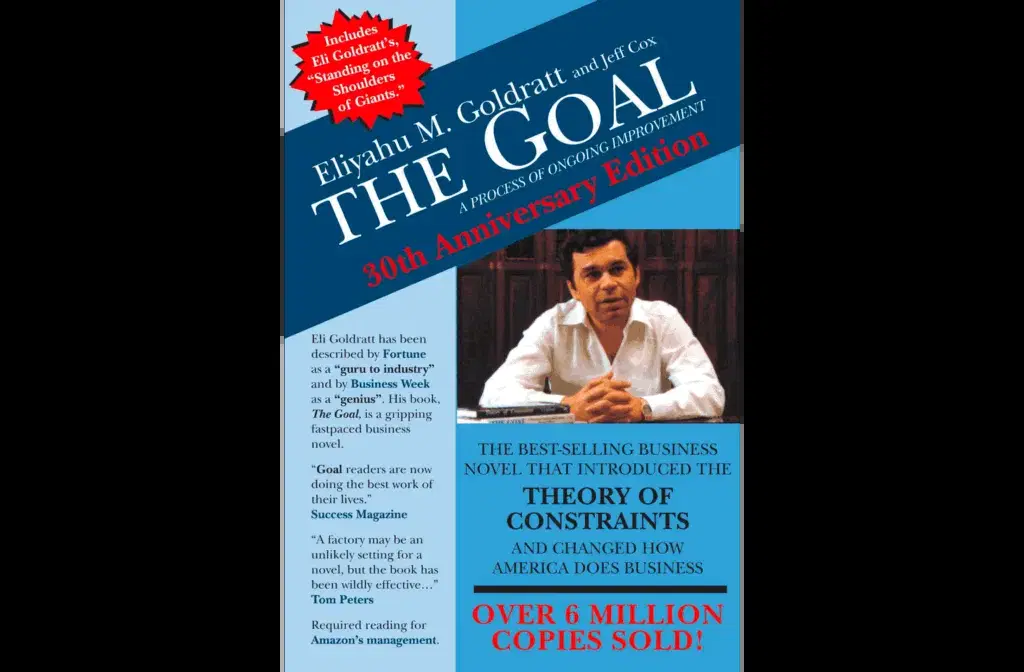 Includes
Eli Goldratt's,
"Standing on the
Shoulders
of Giants."
Eliyahu M. Goldratt and Jeff Cox
THE GOAL
A PROCESS OF ONGOING IMPROVEMENT
30th Anniversary Edition
Eli Goldratt has been
described by Fortune
as a "guru to industry"
and by Business Week
as a "genius". His book,
The Goal, is a gripping
fastpaced business
novel.
"Goal readers are now
doing the best work of
their lives."
Success Magazine
"A factory may be an
unlikely setting for a
novel, but the book has
been wildly effective…"
Tom Peters
Required reading for
Amazon's management.
THE BEST-SELLING BUSINESS
NOVEL THAT INTRODUCED THE
THEORY OF
CONSTRAINTS
AND CHANGED HOW
AMERICA DOES BUSINESS
OVER 6 MILLION
COPIES SOLD!